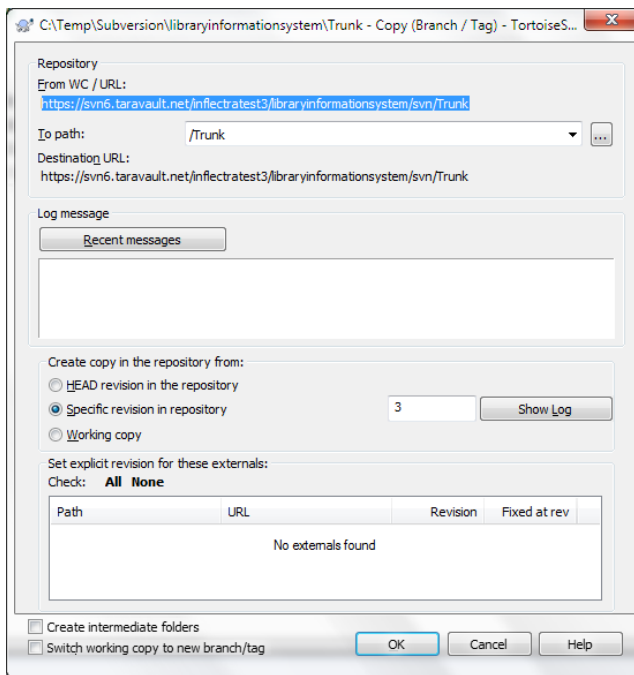 C:\Temp\Subversion\libraryinformationsystem\Trunk - Copy (Branch / Tag) - TortoiseS...
Repository
From WC / URL:
https://svn6.taravault.net/inflectratest3/libraryinformationsystem/svn/Trunk
To path:
/Trunk
...
Destination URL:
https://svn6.taravault.net/inflectratest3/libraryinformationsystem/svn/Trunk
Log message
Recent messages
Create copy in the repository from:
HEAD revision in the repository
Specific revision in repository
3
Show Log
Working copy
Set explicit revision for these externals:
Check: All None
Path URL Revision Fixed at rev
No externals found
Create intermediate folders
Switch working copy to new branch/tag
OK
Cancel
Help